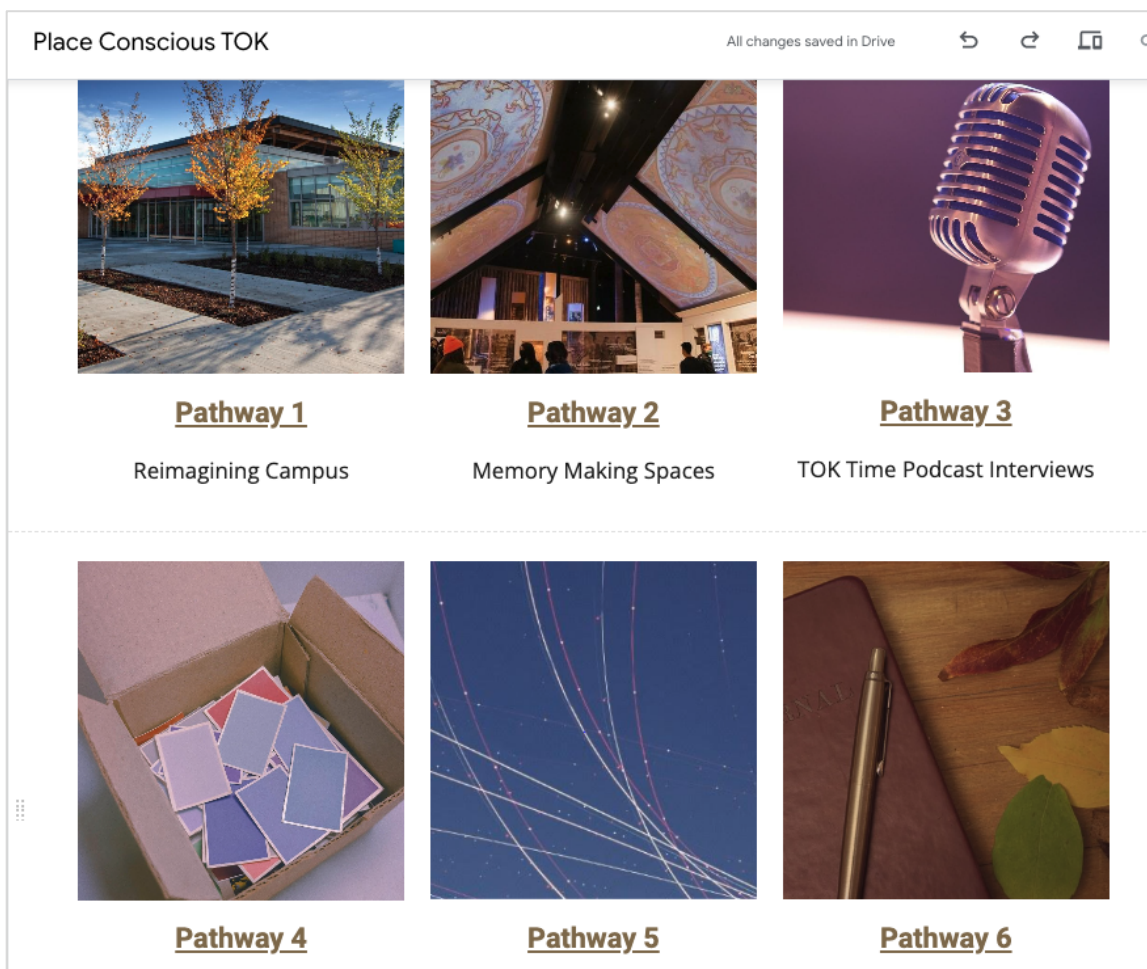 Place Conscious TOK
All changes saved in Drive
Pathway 1
Pathway 2
Pathway 3
Reimagining Campus
Memory Making Spaces
TOK Time Podcast Interviews
Pathway 4
Pathway 5
Pathway 6